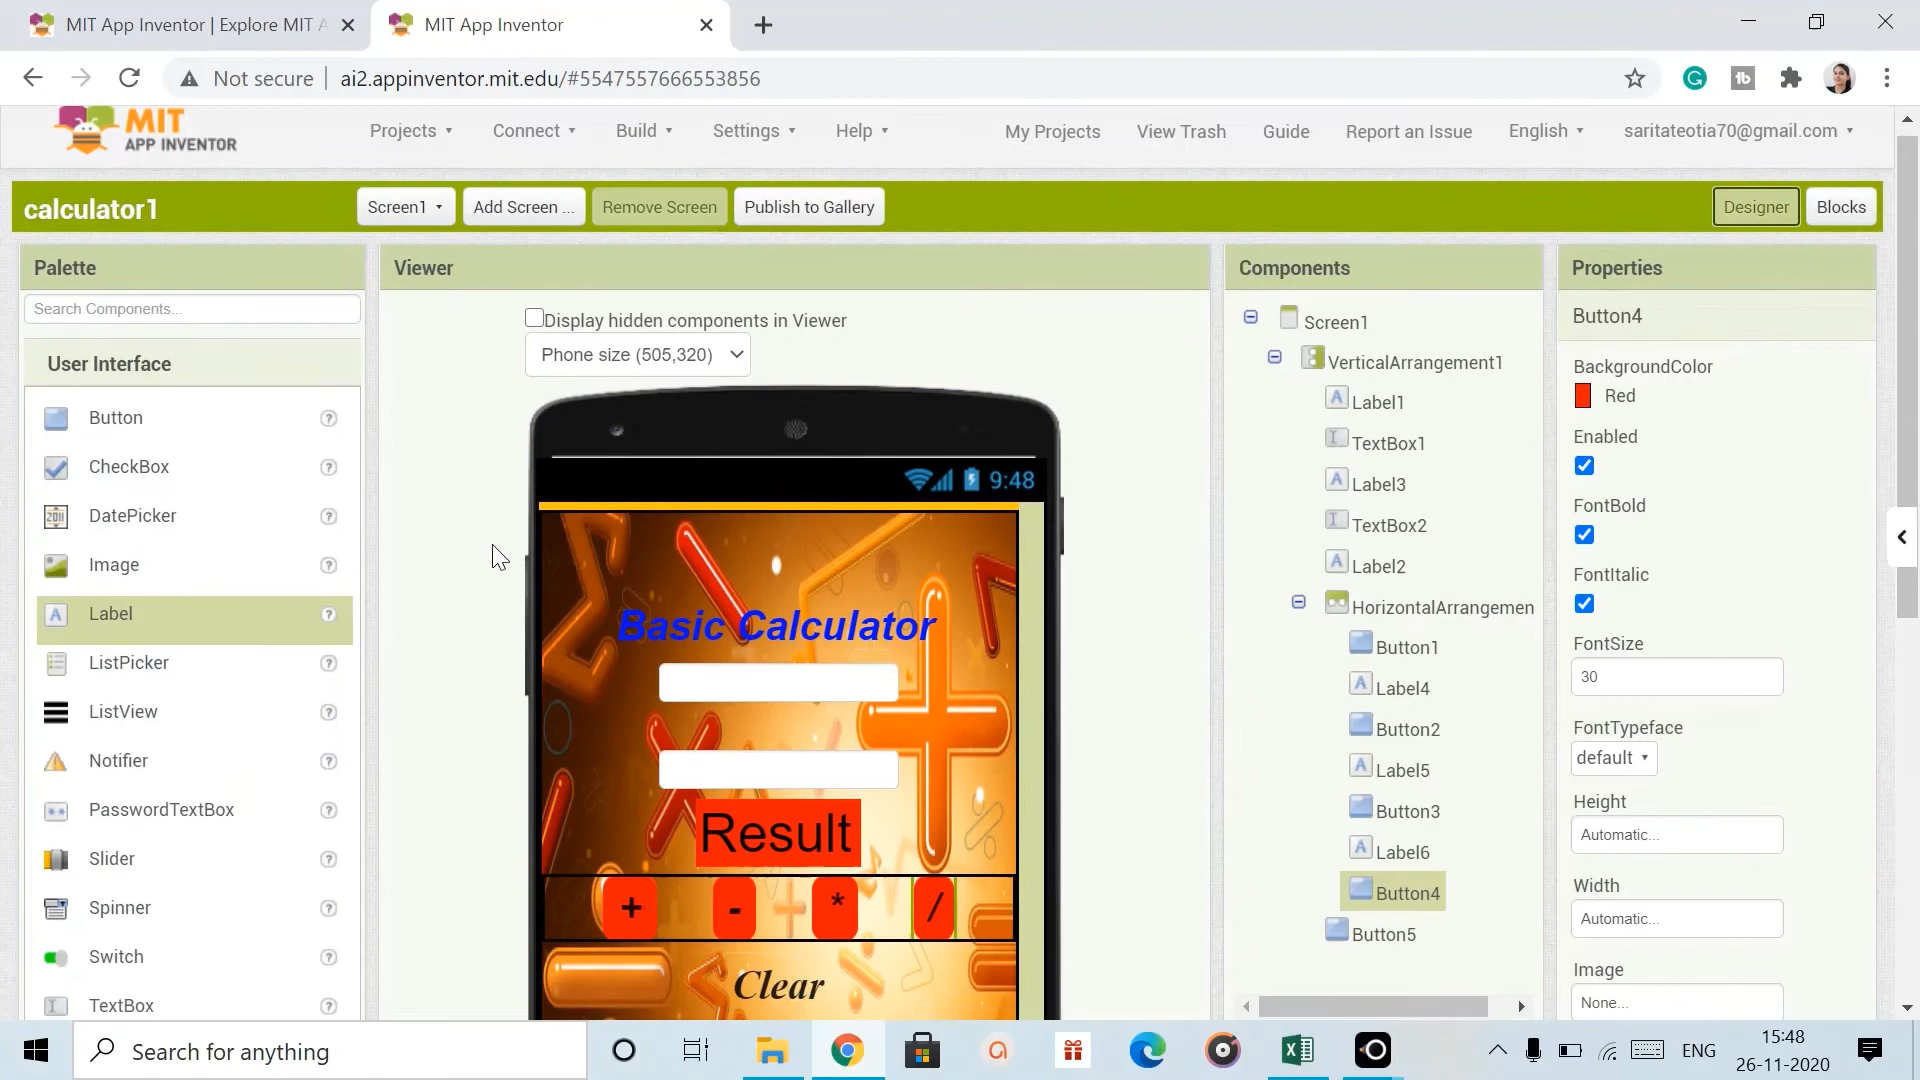 MIT App Inventor | Explore MIT A
MIT App Inventor
Not secure
ai2.appinventor.mit.edu/#5547557666553856
MIT
APP INVENTOR
Projects
Connect
Build
Settings
Help
My Projects
View Trash
Guide
Report an Issue
English
saritateotia70@gmail.com
calculator1
Screen1
Add Screen ...
Remove Screen
Publish to Gallery
Designer
Blocks
Palette
Search Components...
User Interface
Button
CheckBox
DatePicker
Image
Label
ListPicker
ListView
Notifier
PasswordTextBox
Slider
Spinner
Switch
TextBox
Viewer
Display hidden components in Viewer
Phone size (505,320)
9:48
Basic Calculator
Result
+ - * /
Clear
Components
Screen1
VerticalArrangement1
Label1
TextBox1
Label3
TextBox2
Label2
HorizontalArrangemen
Button1
Label4
Button2
Label5
Button3
Label6
Button4
Button5
Properties
Button4
BackgroundColor
Red
Enabled
FontBold
FontItalic
FontSize
30
FontTypeface
default
Height
Automatic...
Width
Automatic...
Image
None...
Search for anything
ENG
15:48
26-11-2020